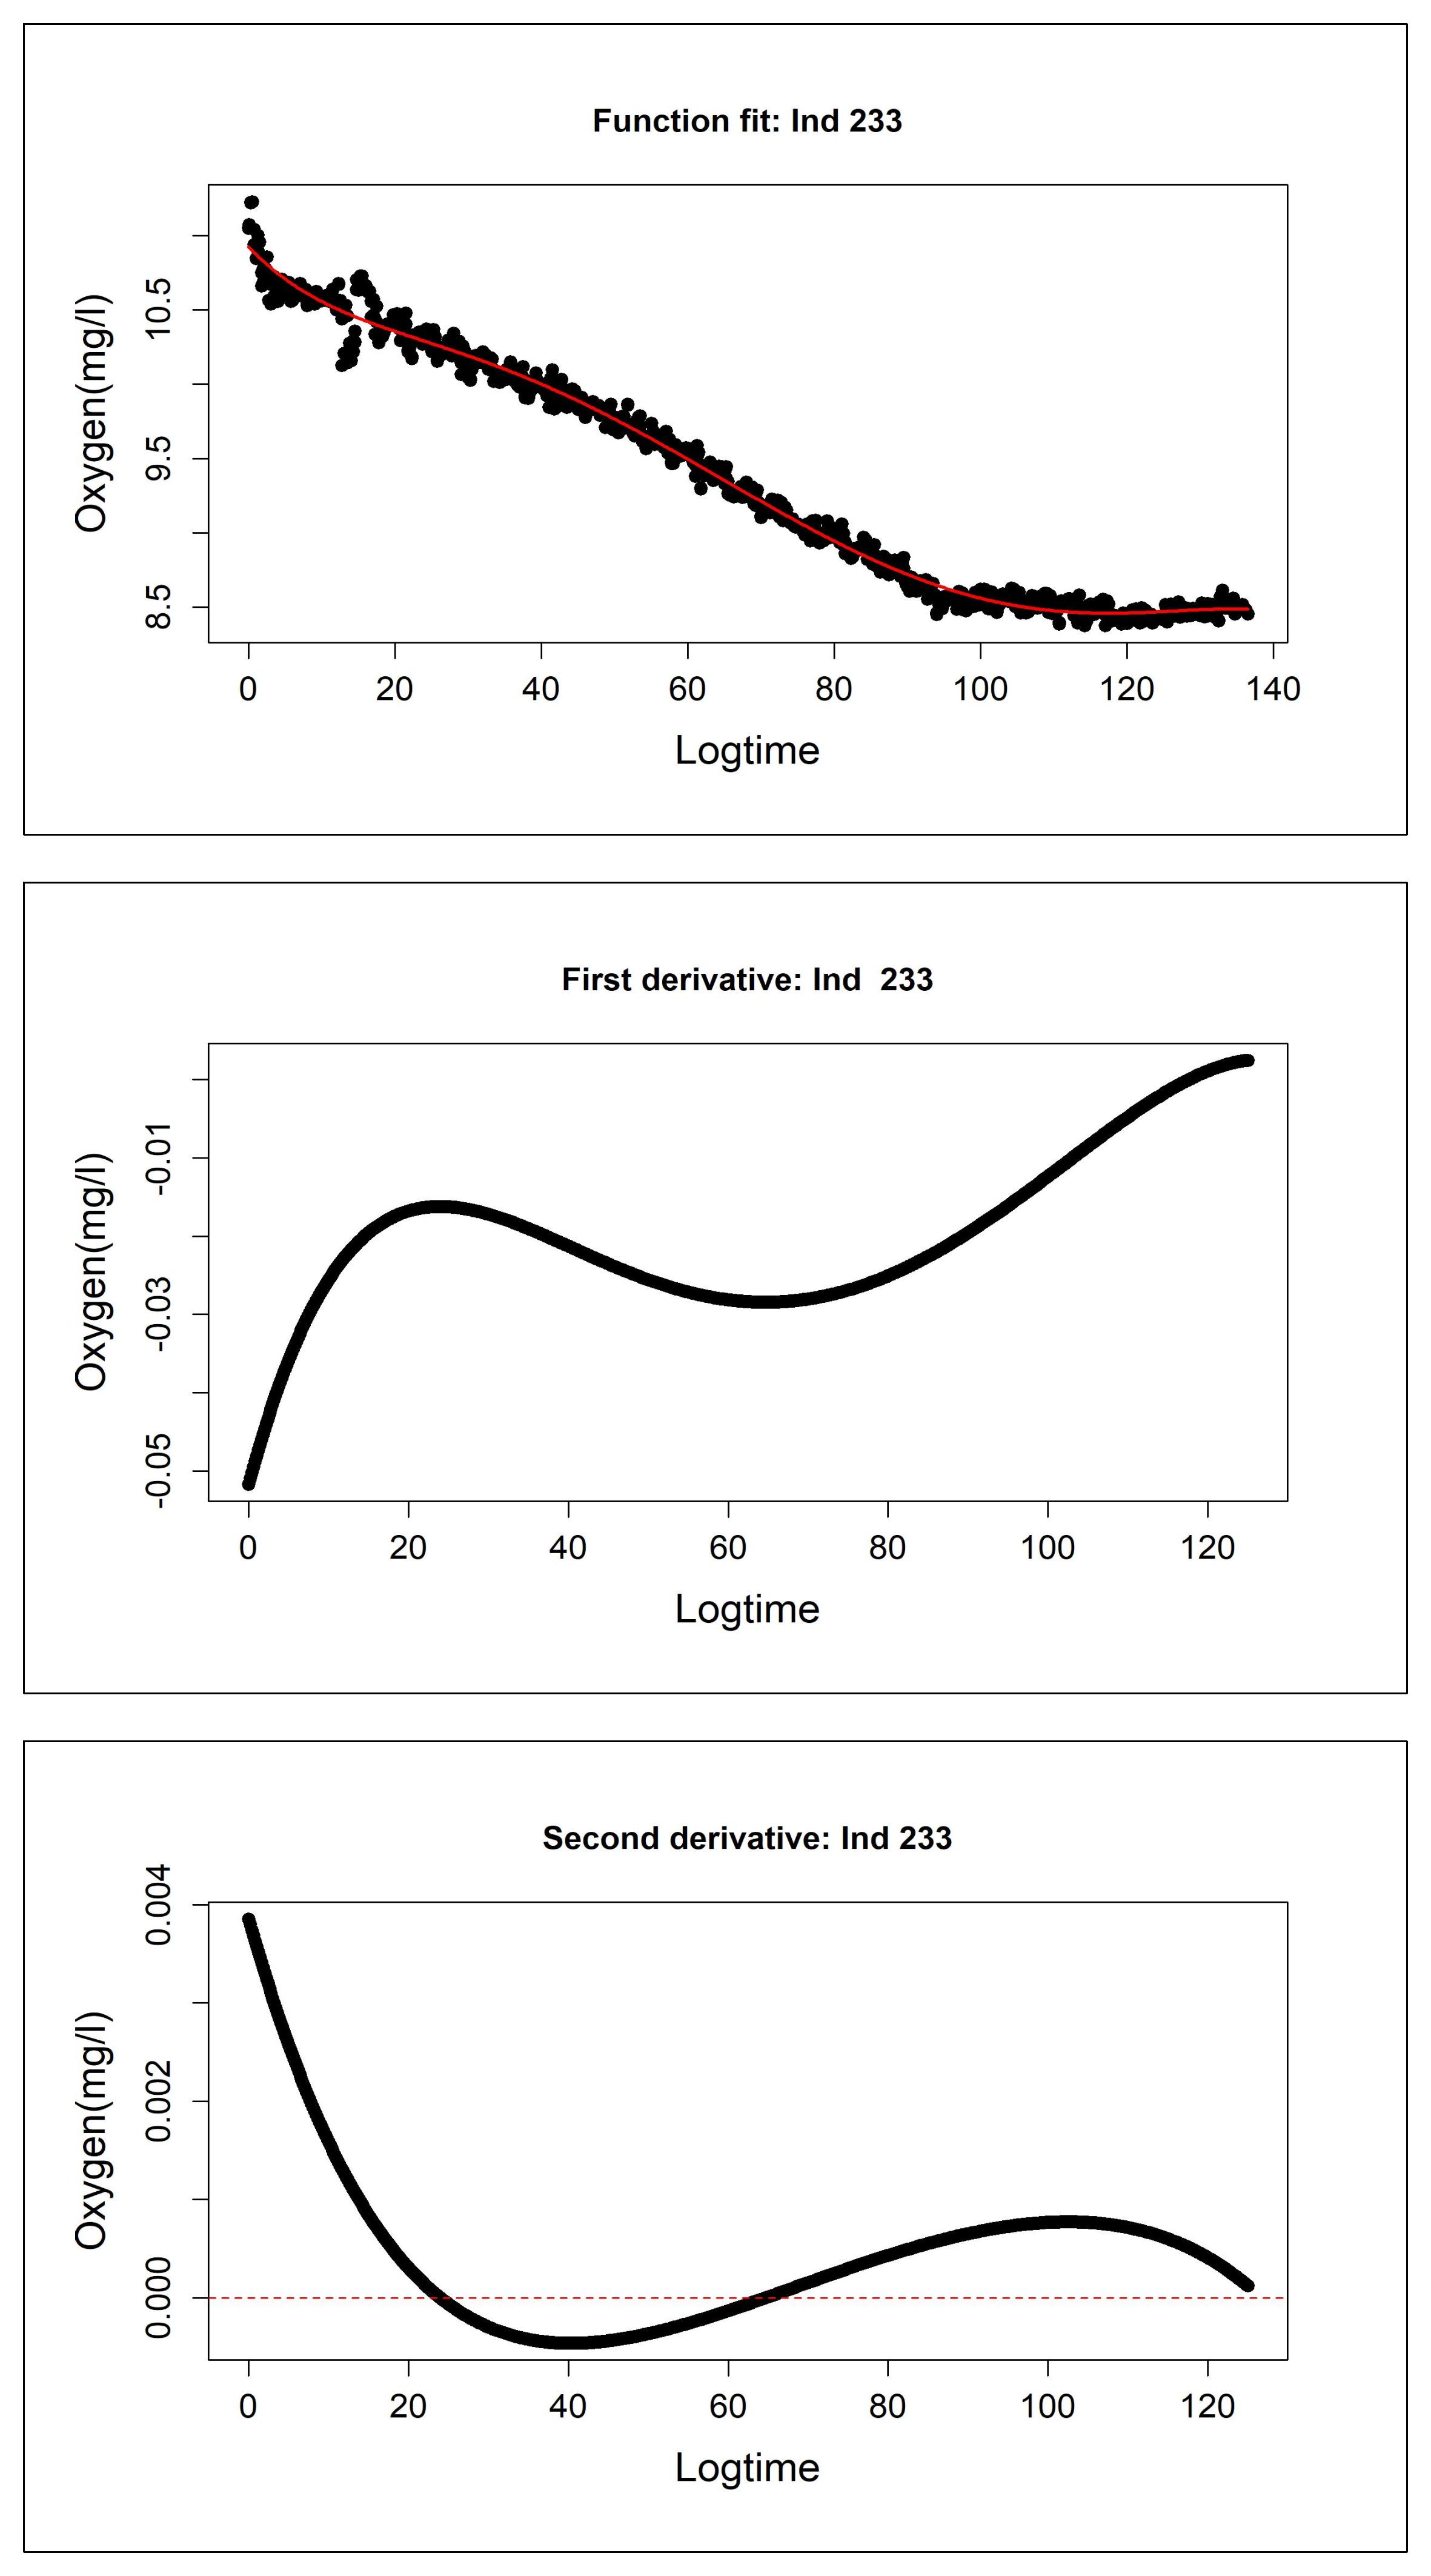 Function fit: Ind 233
Oxygen(mg/l)
10.5
9.5
8.5
0 20 40 60 80 100 120 140
Logtime
First derivative: Ind  233
Oxygen(mg/l)
-0.01
-0.03
-0.05
0 20 40 60 80 100 120
Logtime
Second derivative: Ind 233
Oxygen(mg/l)
0.004
0.002
0.000
0 20 40 60 80 100 120
Logtime